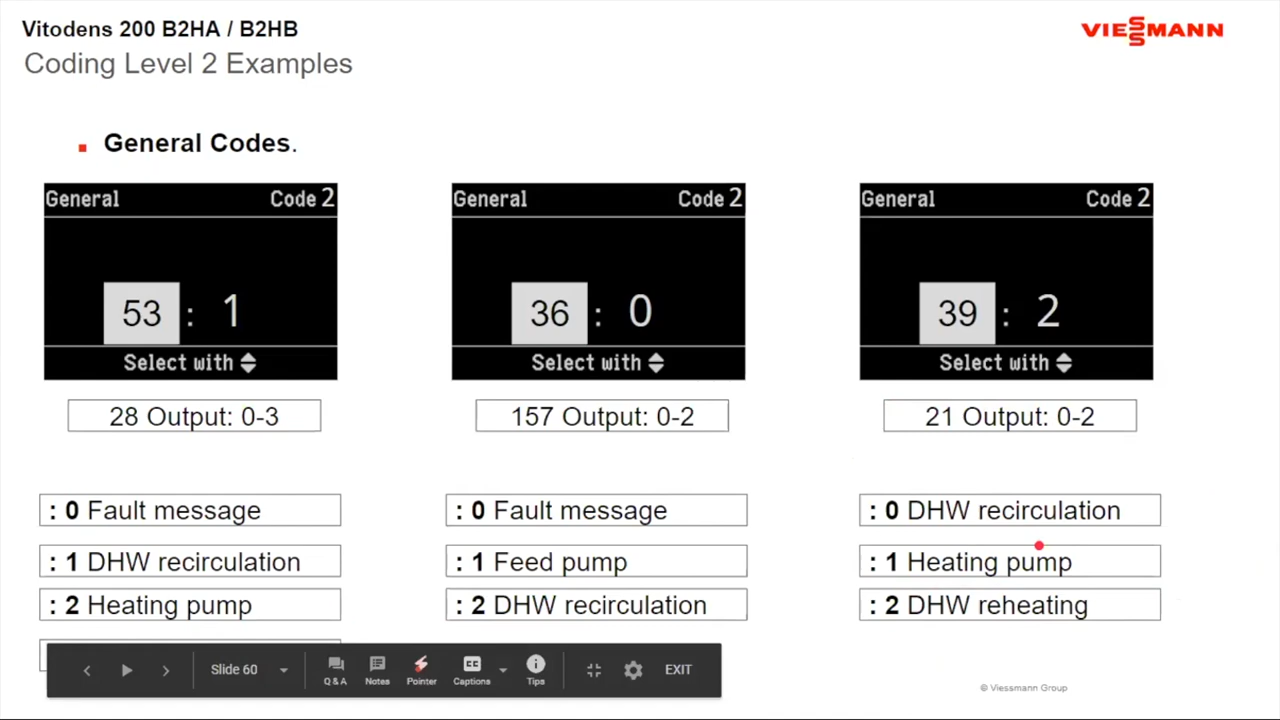 Vitodens 200 B2HA / B2HB
VIESSMANN
Coding Level 2 Examples
General Codes.
General Code 2
53 : 1
Select with
28 Output: 0-3
: 0 Fault message
: 1 DHW recirculation
: 2 Heating pump
General Code 2
36 : 0
Select with
157 Output: 0-2
: 0 Fault message
: 1 Feed pump
: 2 DHW recirculation
General Code 2
39 : 2
Select with
21 Output: 0-2
: 0 DHW recirculation
: 1 Heating pump
: 2 DHW reheating
Slide 60
Q & A
Notes
Pointer
CC
Captions
Tips
EXIT
© Viessmann Group